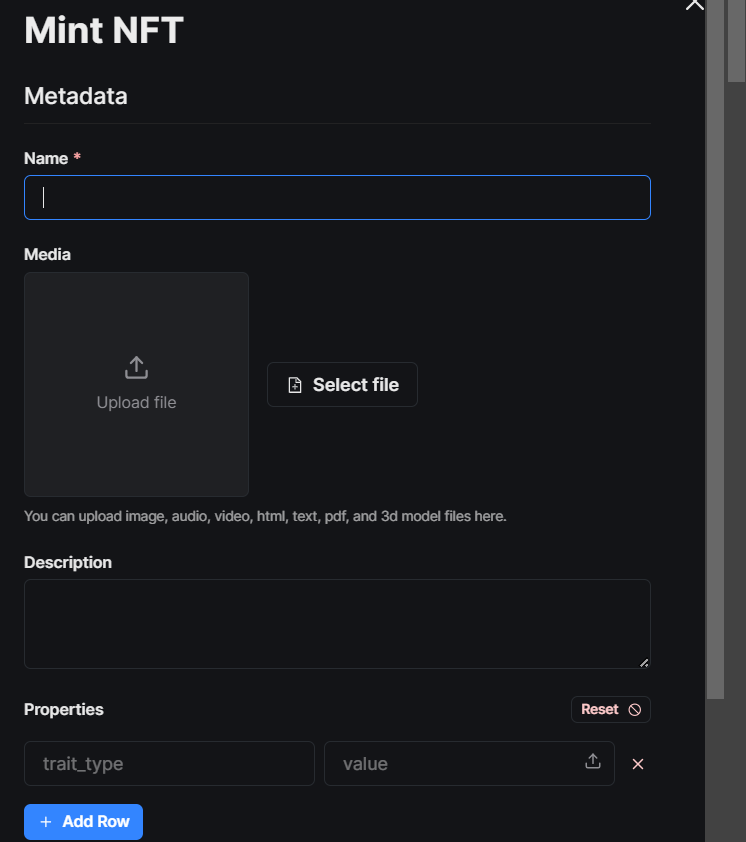 Mint NFT
Metadata
Name *
Media
Upload file
Select file
You can upload image, audio, video, html, text, pdf, and 3d model files here.
Description
Properties
Reset
trait_type
value
+ Add Row